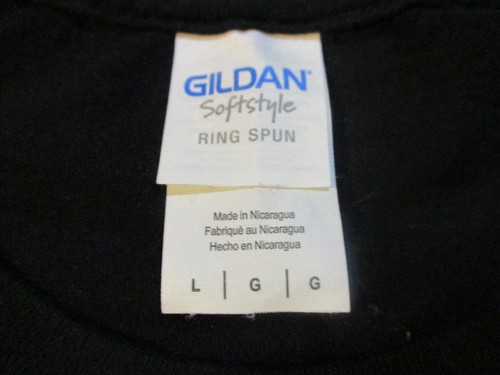 GILDAN®
Softstyle
RING SPUN
Made in Nicaragua
Fabriqué au Nicaragua
Hecho en Nicaragua
L | G | G